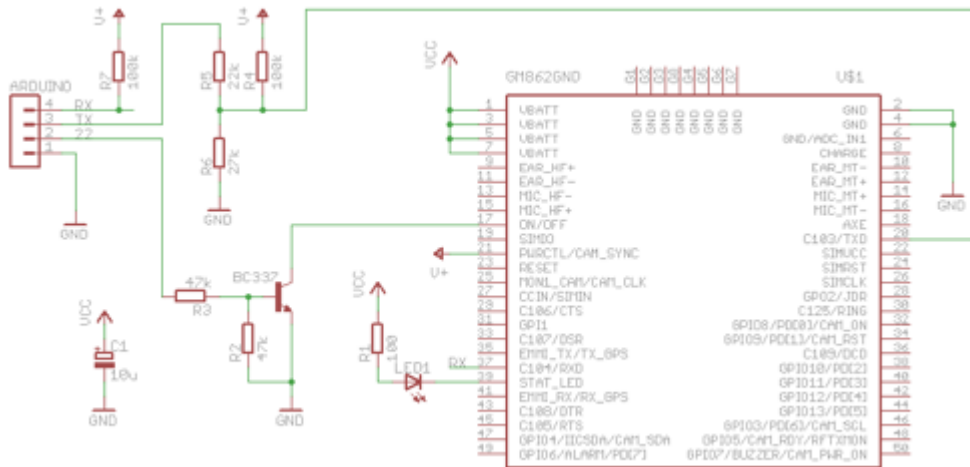 V+
V+
V+
R7
100k
R5
22k
R4
100k
ARDUINO
4 RX
3 TX
2 22
1
R6
27k
GND
GND
VCC
GM862GND
U$1
G1
G2
G3
G8
G4
G5
G6
G7
GND
GND
GND
GND
GND
GND
GND
GND
1 VBATT
3 VBATT
5 VBATT
7 VBATT
9 EAR_HF+
11 EAR_HF-
13 MIC_HF-
15 MIC_HF+
17 ON/OFF
19 SIMIO
21 PWRCTL/CAM_SYNC
23 RESET
25 MON1_CAM/CAM_CLK
27 CCIN/SIMIN
29 C106/CTS
31 GPI1
33 C107/DSR
35 EMMI_TX/TX_GPS
37 C104/RXD
39 STAT_LED
41 EMMI_RX/RX_GPS
43 C108/DTR
45 C105/RTS
47 GPIO4/IICSDA/CAM_SDA
49 GPIO6/ALARM/PD[7]
GND 2
GND 4
GND/ADC_IN1 6
CHARGE 8
EAR_MT- 10
EAR_MT+ 12
MIC_MT+ 14
MIC_MT- 16
AXE 18
C103/TXD 20
SIMVCC 22
SIMRST 24
SIMCLK 26
GPO2/JDR 28
C125/RING 30
GPIO8/PD[0]/CAM_ON 32
GPIO9/PD[1]/CAM_RST 34
C109/DCD 36
GPIO10/PD[2] 38
GPIO11/PD[3] 40
GPIO12/PD[4] 42
GPIO13/PD[5] 44
GPIO3/PD[6]/CAM_SCL 46
GPIO5/CAM_RDY/RFTXMON 48
GPIO7/BUZZER/CAM_PWR_ON 50
GND
V+
BC337
47k
R3
R2
47k
GND
VCC
C1
10u
GND
VCC
R1
100
LED1
RX